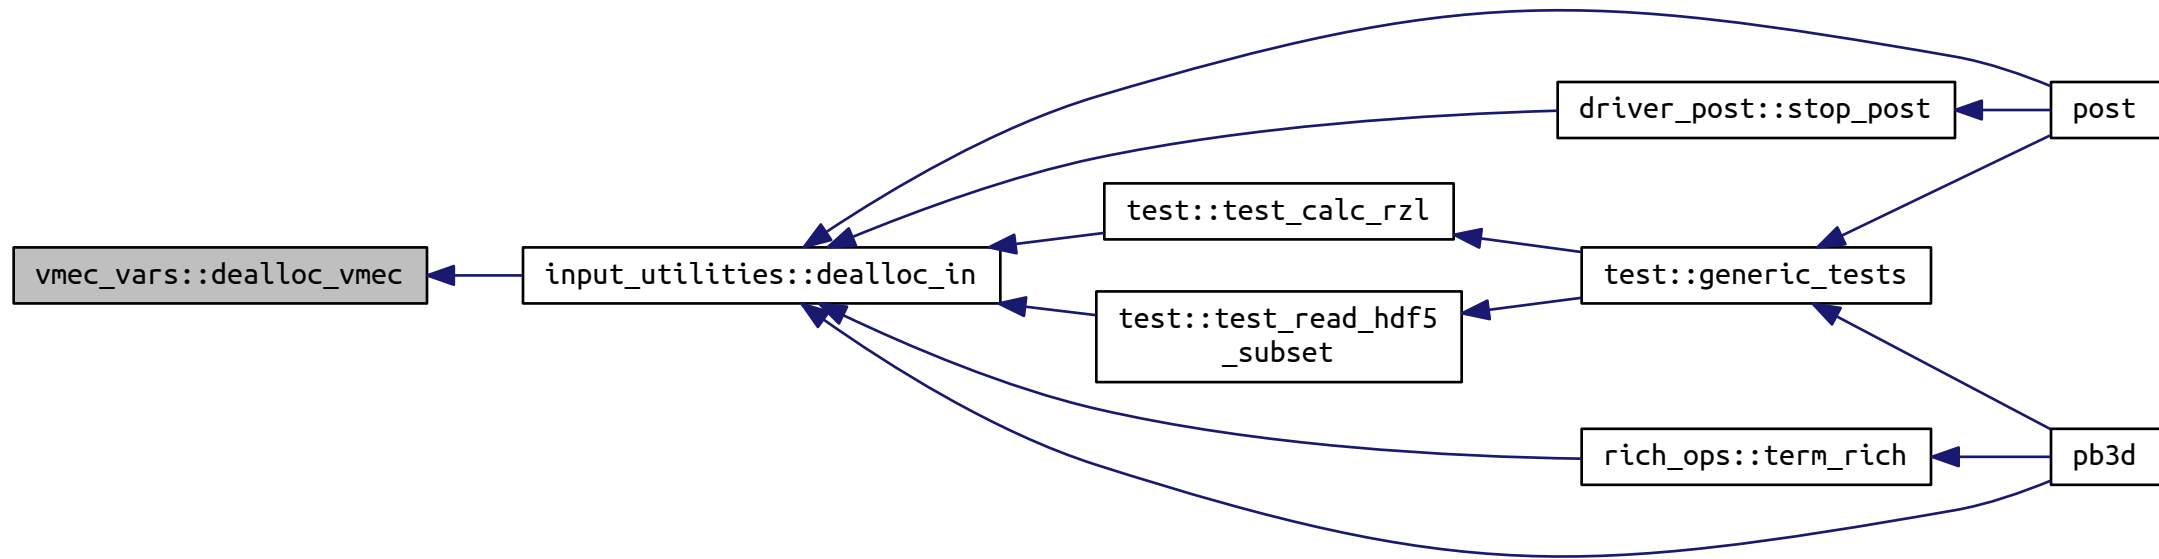 vmec_vars::dealloc_vmec
input_utilities::dealloc_in
driver_post::stop_post
post
test::test_calc_rzl
test::generic_tests
test::test_read_hdf5
_subset
rich_ops::term_rich
pb3d